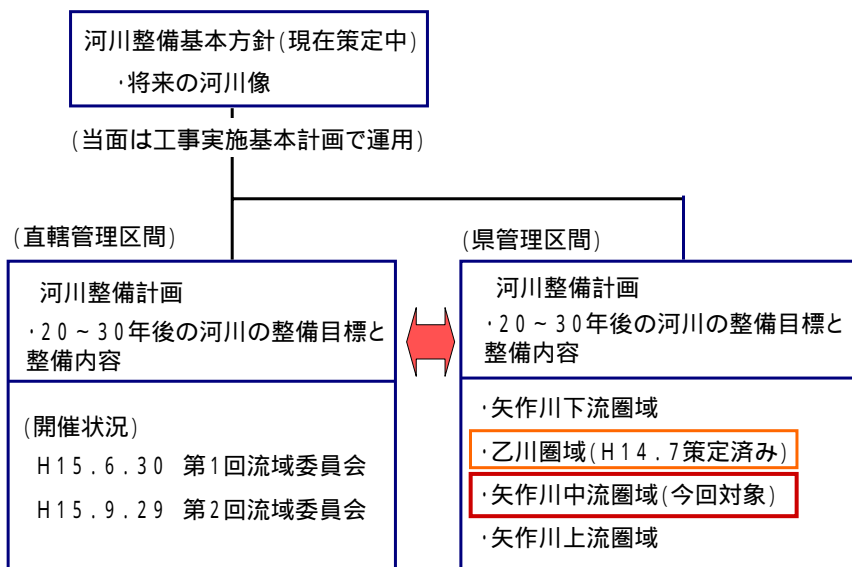 河川整備基本方針(現在策定中)
・将来の河川像
(当面は工事実施基本計画で運用)
(直轄管理区間)
河川整備計画
・20~30年後の河川の整備目標と
整備内容
(開催状況)
H15.6.30 第1回流域委員会
H15.9.29 第2回流域委員会
(県管理区間)
河川整備計画
・20~30年後の河川の整備目標と
整備内容
・矢作川下流圏域
・乙川圏域(H14.7策定済み)
・矢作川中流圏域(今回対象)
・矢作川上流圏域